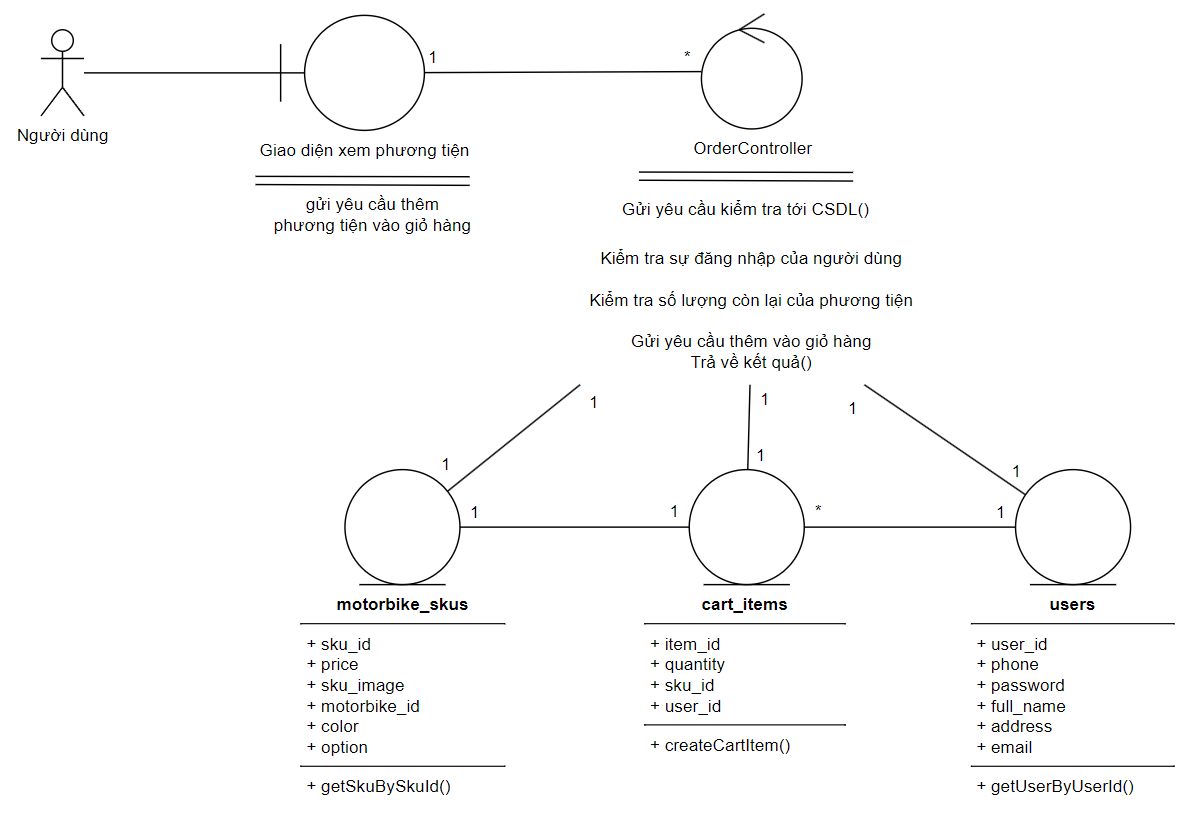 1
*
Người dùng
Giao diện xem phương tiện
gửi yêu cầu thêm
phương tiện vào giỏ hàng
OrderController
Gửi yêu cầu kiểm tra tới CSDL()
Kiểm tra sự đăng nhập của người dùng
Kiểm tra số lượng còn lại của phương tiện
Gửi yêu cầu thêm vào giỏ hàng
Trả về kết quả()
1
1
1
1
1
1
1
1
*
1
motorbike_skus
+ sku_id
+ price
+ sku_image
+ motorbike_id
+ color
+ option
+ getSkuBySkuId()
cart_items
+ item_id
+ quantity
+ sku_id
+ user_id
+ createCartItem()
users
+ user_id
+ phone
+ password
+ full_name
+ address
+ email
+ getUserByUserId()